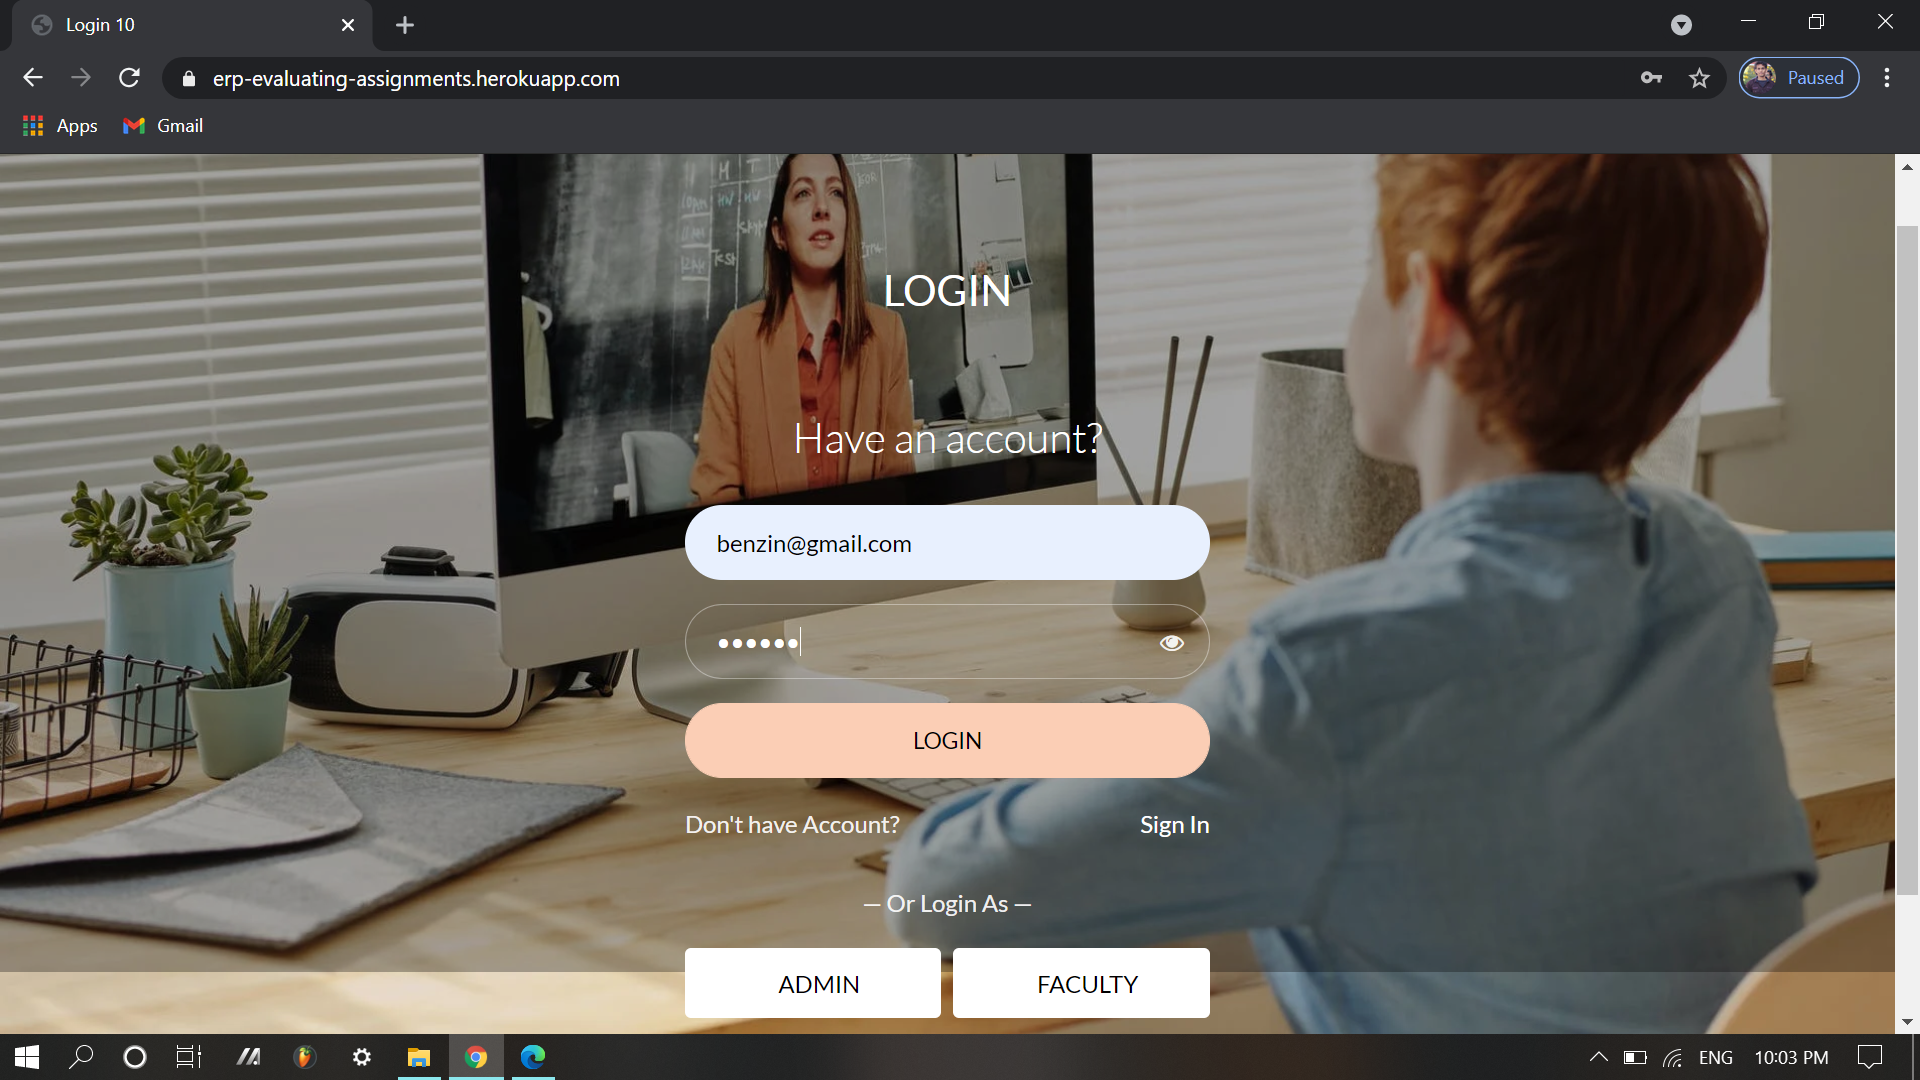 Login 10
erp-evaluating-assignments.herokuapp.com
Paused
Apps
Gmail
M T
LOGIN
Have an account?
benzin@gmail.com
••••••
LOGIN
Don't have Account?
Sign In
— Or Login As —
ADMIN
FACULTY
ENG
10:03 PM